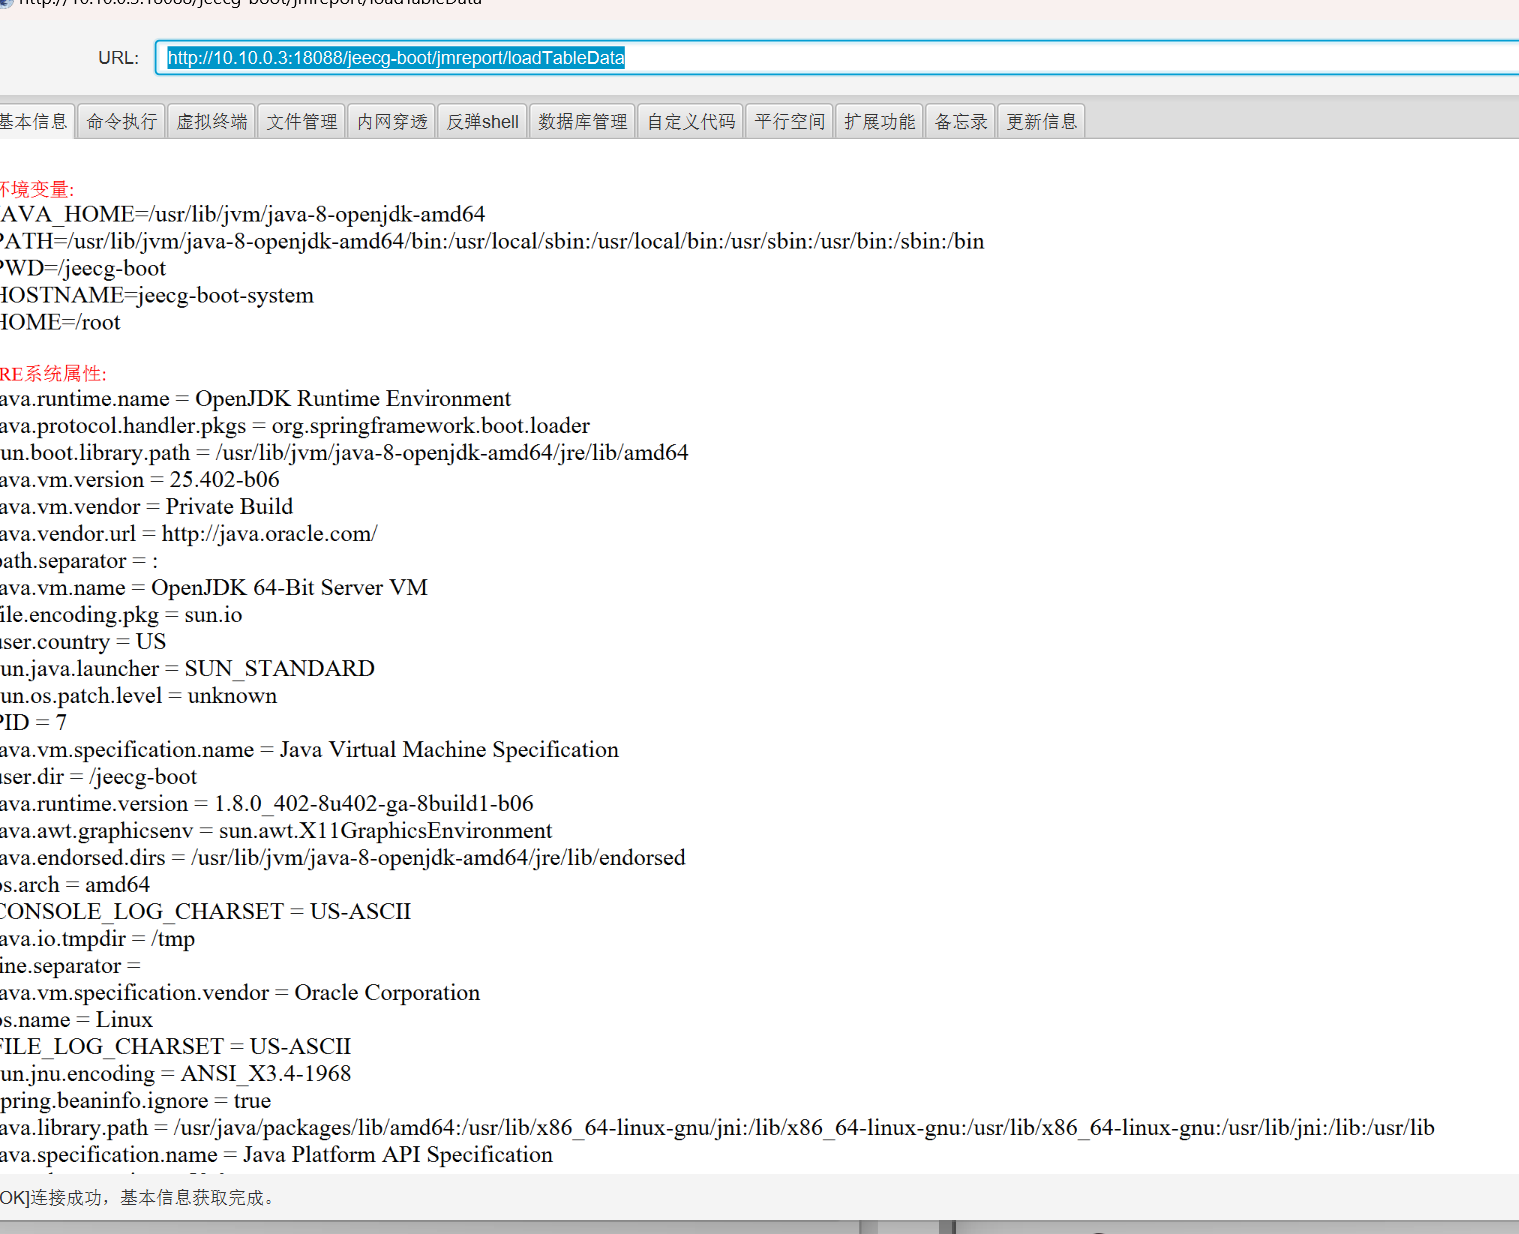 http://10.10.0.3:18088/jeecg-boot/jmreport/loadTableData
URL: http://10.10.0.3:18088/jeecg-boot/jmreport/loadTableData
基本信息 命令执行 虚拟终端 文件管理 内网穿透 反弹shell 数据库管理 自定义代码 平行空间 扩展功能 备忘录 更新信息
环境变量:
JAVA_HOME=/usr/lib/jvm/java-8-openjdk-amd64
PATH=/usr/lib/jvm/java-8-openjdk-amd64/bin:/usr/local/sbin:/usr/local/bin:/usr/sbin:/usr/bin:/sbin:/bin
PWD=/jeecg-boot
HOSTNAME=jeecg-boot-system
HOME=/root
RE系统属性:
ava.runtime.name = OpenJDK Runtime Environment
ava.protocol.handler.pkgs = org.springframework.boot.loader
un.boot.library.path = /usr/lib/jvm/java-8-openjdk-amd64/jre/lib/amd64
ava.vm.version = 25.402-b06
ava.vm.vendor = Private Build
ava.vendor.url = http://java.oracle.com/
path.separator = :
ava.vm.name = OpenJDK 64-Bit Server VM
file.encoding.pkg = sun.io
user.country = US
un.java.launcher = SUN_STANDARD
un.os.patch.level = unknown
PID = 7
ava.vm.specification.name = Java Virtual Machine Specification
user.dir = /jeecg-boot
ava.runtime.version = 1.8.0_402-8u402-ga-8build1-b06
ava.awt.graphicsenv = sun.awt.X11GraphicsEnvironment
ava.endorsed.dirs = /usr/lib/jvm/java-8-openjdk-amd64/jre/lib/endorsed
os.arch = amd64
CONSOLE_LOG_CHARSET = US-ASCII
ava.io.tmpdir = /tmp
ine.separator =
ava.vm.specification.vendor = Oracle Corporation
os.name = Linux
FILE_LOG_CHARSET = US-ASCII
un.jnu.encoding = ANSI_X3.4-1968
pring.beaninfo.ignore = true
ava.library.path = /usr/java/packages/lib/amd64:/usr/lib/x86_64-linux-gnu/jni:/lib/x86_64-linux-gnu:/usr/lib/x86_64-linux-gnu:/usr/lib/jni:/lib:/usr/lib
ava.specification.name = Java Platform API Specification
OK]连接成功，基本信息获取完成。